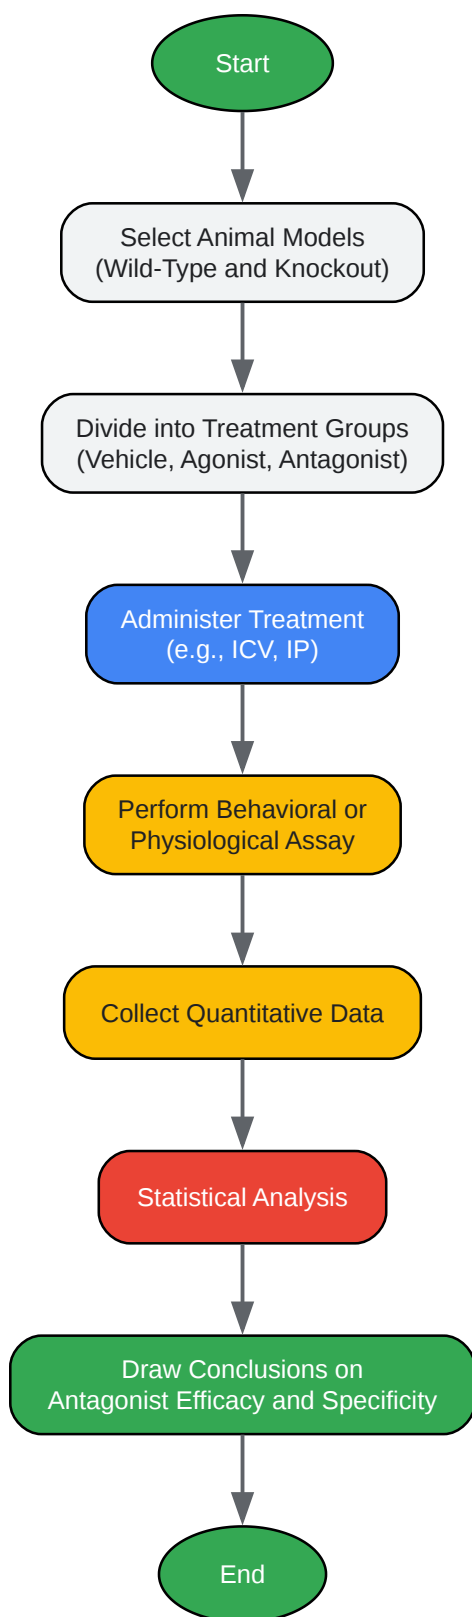 Start
Select Animal Models
(Wild-Type and Knockout)
Divide into Treatment Groups
(Vehicle, Agonist, Antagonist)
Administer Treatment
(e.g., ICV, IP)
Perform Behavioral or
Physiological Assay
Collect Quantitative Data
Statistical Analysis
Draw Conclusions on
Antagonist Efficacy and Specificity
End